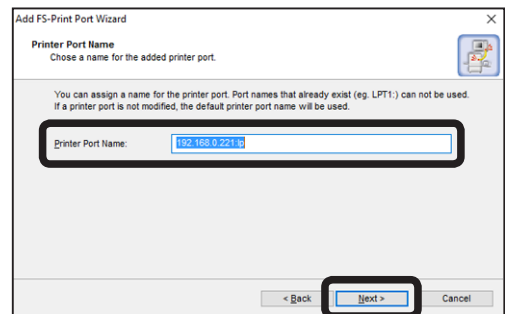 Add FS-Print Port Wizard
Printer Port Name
Chose a name for the added printer port.
You can assign a name for the printer port. Port names that already exist (eg. LPT1:) can not be used.
If a printer port is not modified, the default printer port name will be used.
Printer Port Name: 192.168.0.221:lp
< Back Next > Cancel